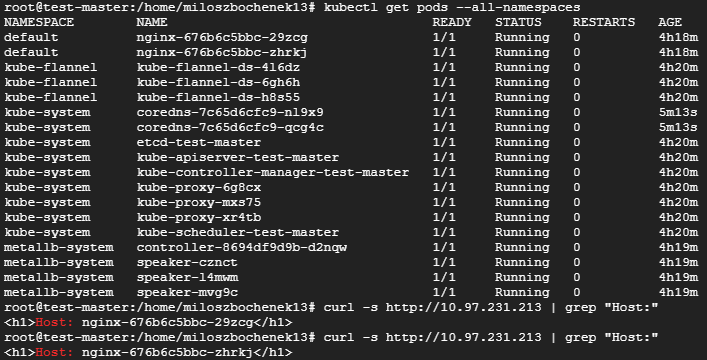 root@test-master:/home/miloszbochenek13# kubectl get pods --all-namespaces
NAMESPACE NAME READY STATUS RESTARTS AGE
default nginx-676b6c5bbc-29zcg 1/1 Running 0 4h18m
default nginx-676b6c5bbc-zhrkj 1/1 Running 0 4h18m
kube-flannel kube-flannel-ds-4l6dz 1/1 Running 0 4h20m
kube-flannel kube-flannel-ds-6gh6h 1/1 Running 0 4h20m
kube-flannel kube-flannel-ds-h8s55 1/1 Running 0 4h20m
kube-system coredns-7c65d6cfc9-nl9x9 1/1 Running 0 5m13s
kube-system coredns-7c65d6cfc9-qcg4c 1/1 Running 0 5m13s
kube-system etcd-test-master 1/1 Running 0 4h20m
kube-system kube-apiserver-test-master 1/1 Running 0 4h20m
kube-system kube-controller-manager-test-master 1/1 Running 0 4h20m
kube-system kube-proxy-6g8cx 1/1 Running 0 4h20m
kube-system kube-proxy-mxs75 1/1 Running 0 4h20m
kube-system kube-proxy-xr4tb 1/1 Running 0 4h20m
kube-system kube-scheduler-test-master 1/1 Running 0 4h20m
metallb-system controller-8694df9d9b-d2nqw 1/1 Running 0 4h19m
metallb-system speaker-cznct 1/1 Running 0 4h19m
metallb-system speaker-l4mwm 1/1 Running 0 4h19m
metallb-system speaker-mvg9c 1/1 Running 0 4h19m
root@test-master:/home/miloszbochenek13# curl -s http://10.97.231.213 | grep "Host:"
<h1>Host: nginx-676b6c5bbc-29zcg</h1>
root@test-master:/home/miloszbochenek13# curl -s http://10.97.231.213 | grep "Host:"
<h1>Host: nginx-676b6c5bbc-zhrkj</h1>